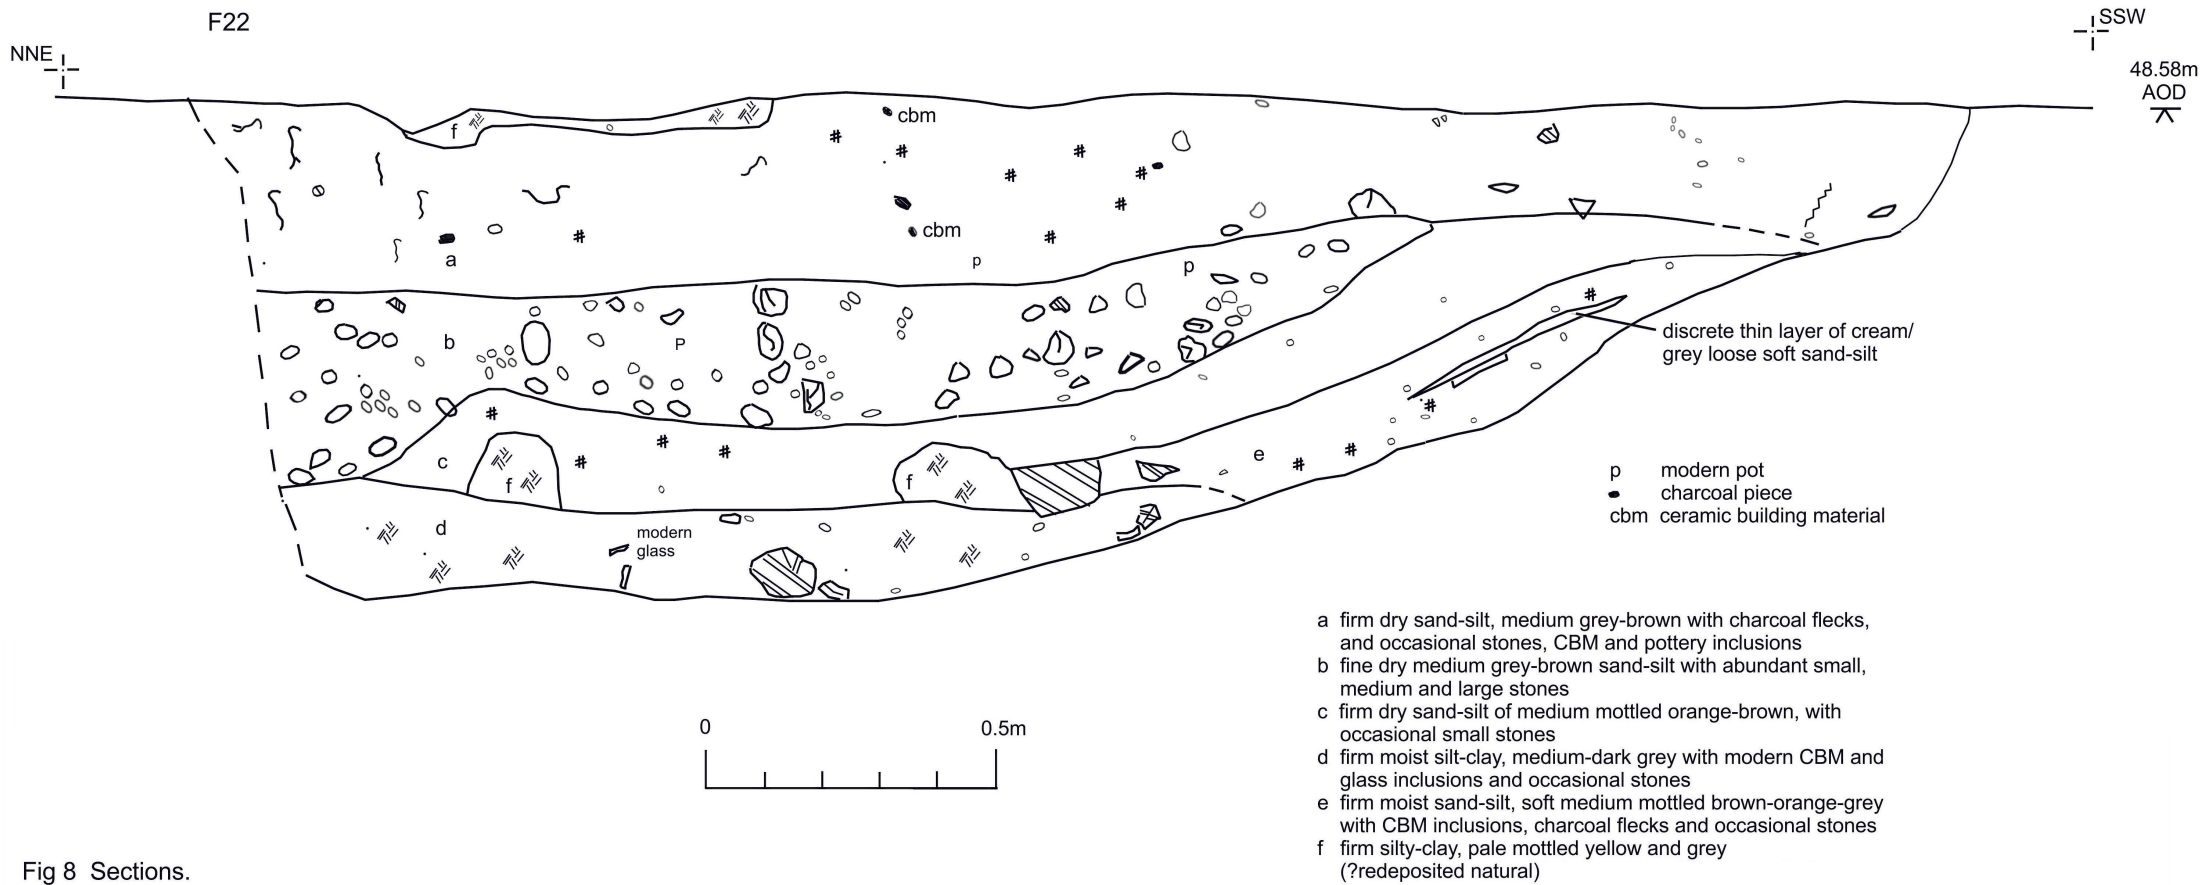 F22
NNE
SSW
48.58m
AOD
f
cbm
cbm
a
p
p
b
p
discrete thin layer of cream/
grey loose soft sand-silt
c
f
f
e
d
modern
glass
p modern pot
charcoal piece
cbm ceramic building material
0 0.5m
a firm dry sand-silt, medium grey-brown with charcoal flecks,
and occasional stones, CBM and pottery inclusions
b fine dry medium grey-brown sand-silt with abundant small,
medium and large stones
c firm dry sand-silt of medium mottled orange-brown, with
occasional small stones
d firm moist silt-clay, medium-dark grey with modern CBM and
glass inclusions and occasional stones
e firm moist sand-silt, soft medium mottled brown-orange-grey
with CBM inclusions, charcoal flecks and occasional stones
f firm silty-clay, pale mottled yellow and grey
(?redeposited natural)
Fig 8 Sections.